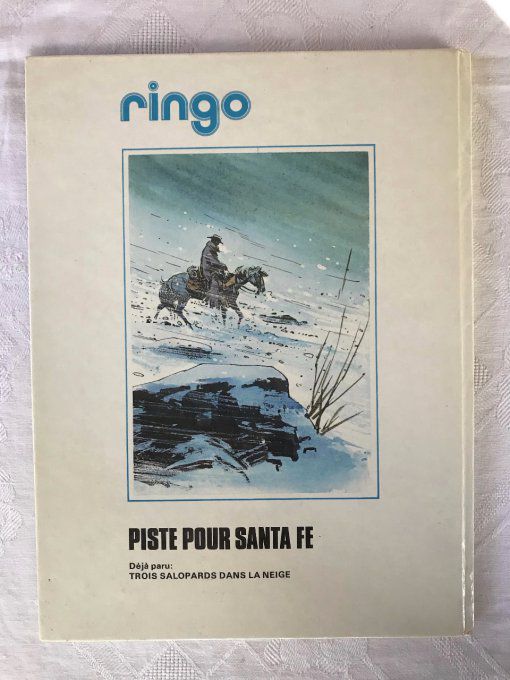 ringo
PISTE POUR SANTA FE
Déjà paru:
TROIS SALOPARDS DANS LA NEIGE